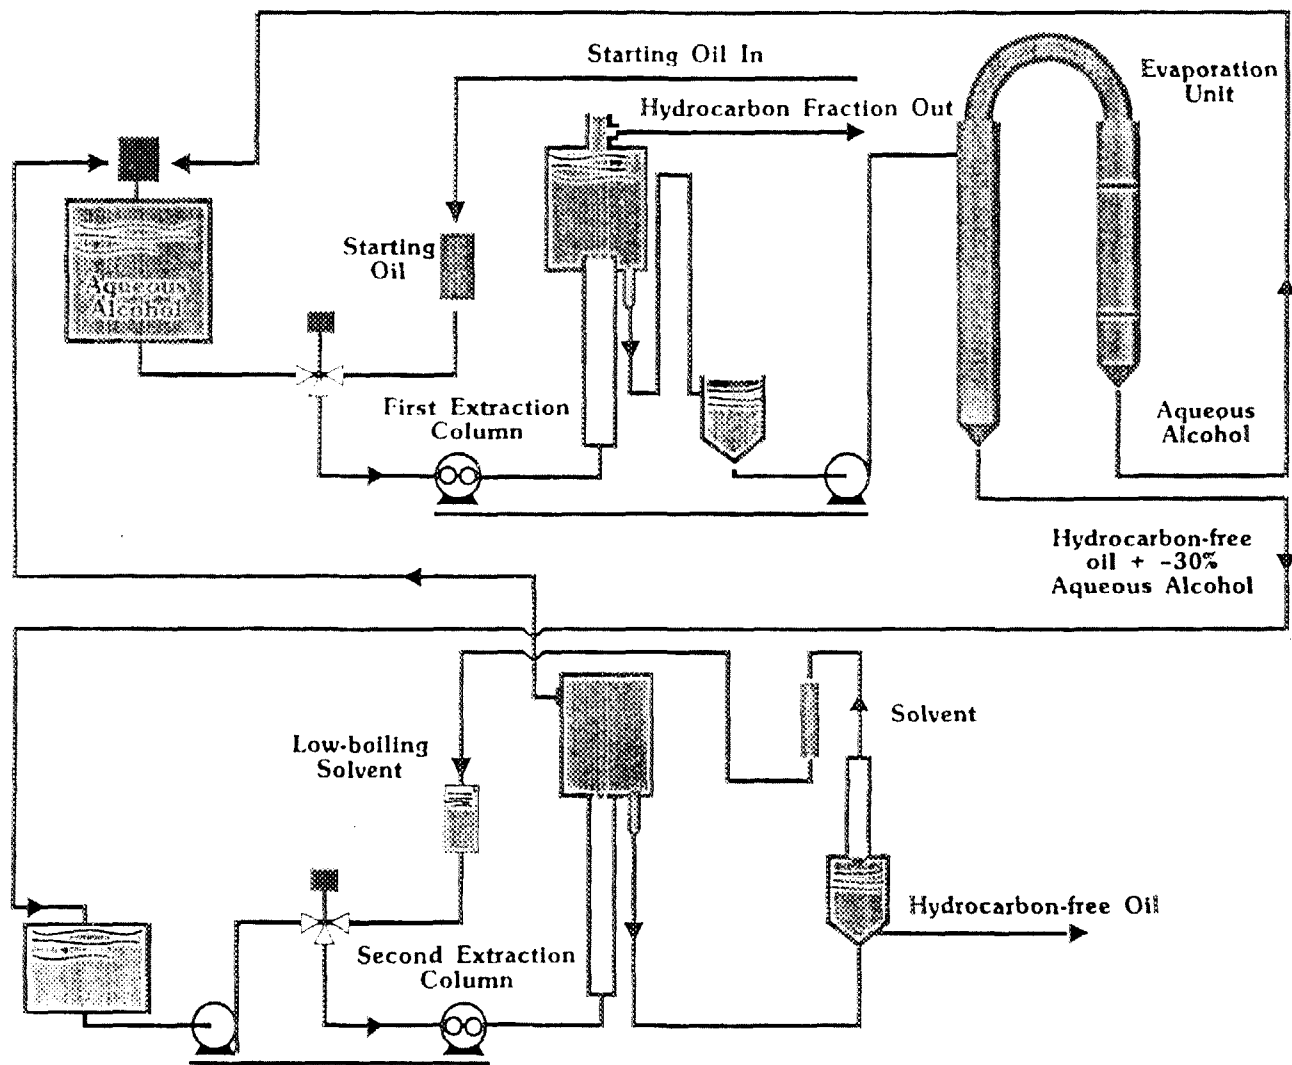 Starting Oil In
Hydrocarbon Fraction Out
Evaporation
Unit
Starting
Oil
Aqueous
Alcohol
First Extraction
Column
Aqueous
Alcohol
Hydrocarbon-free
oil + ~30%
Aqueous Alcohol
Solvent
Low-boiling
Solvent
Hydrocarbon-free Oil
Second Extraction
Column